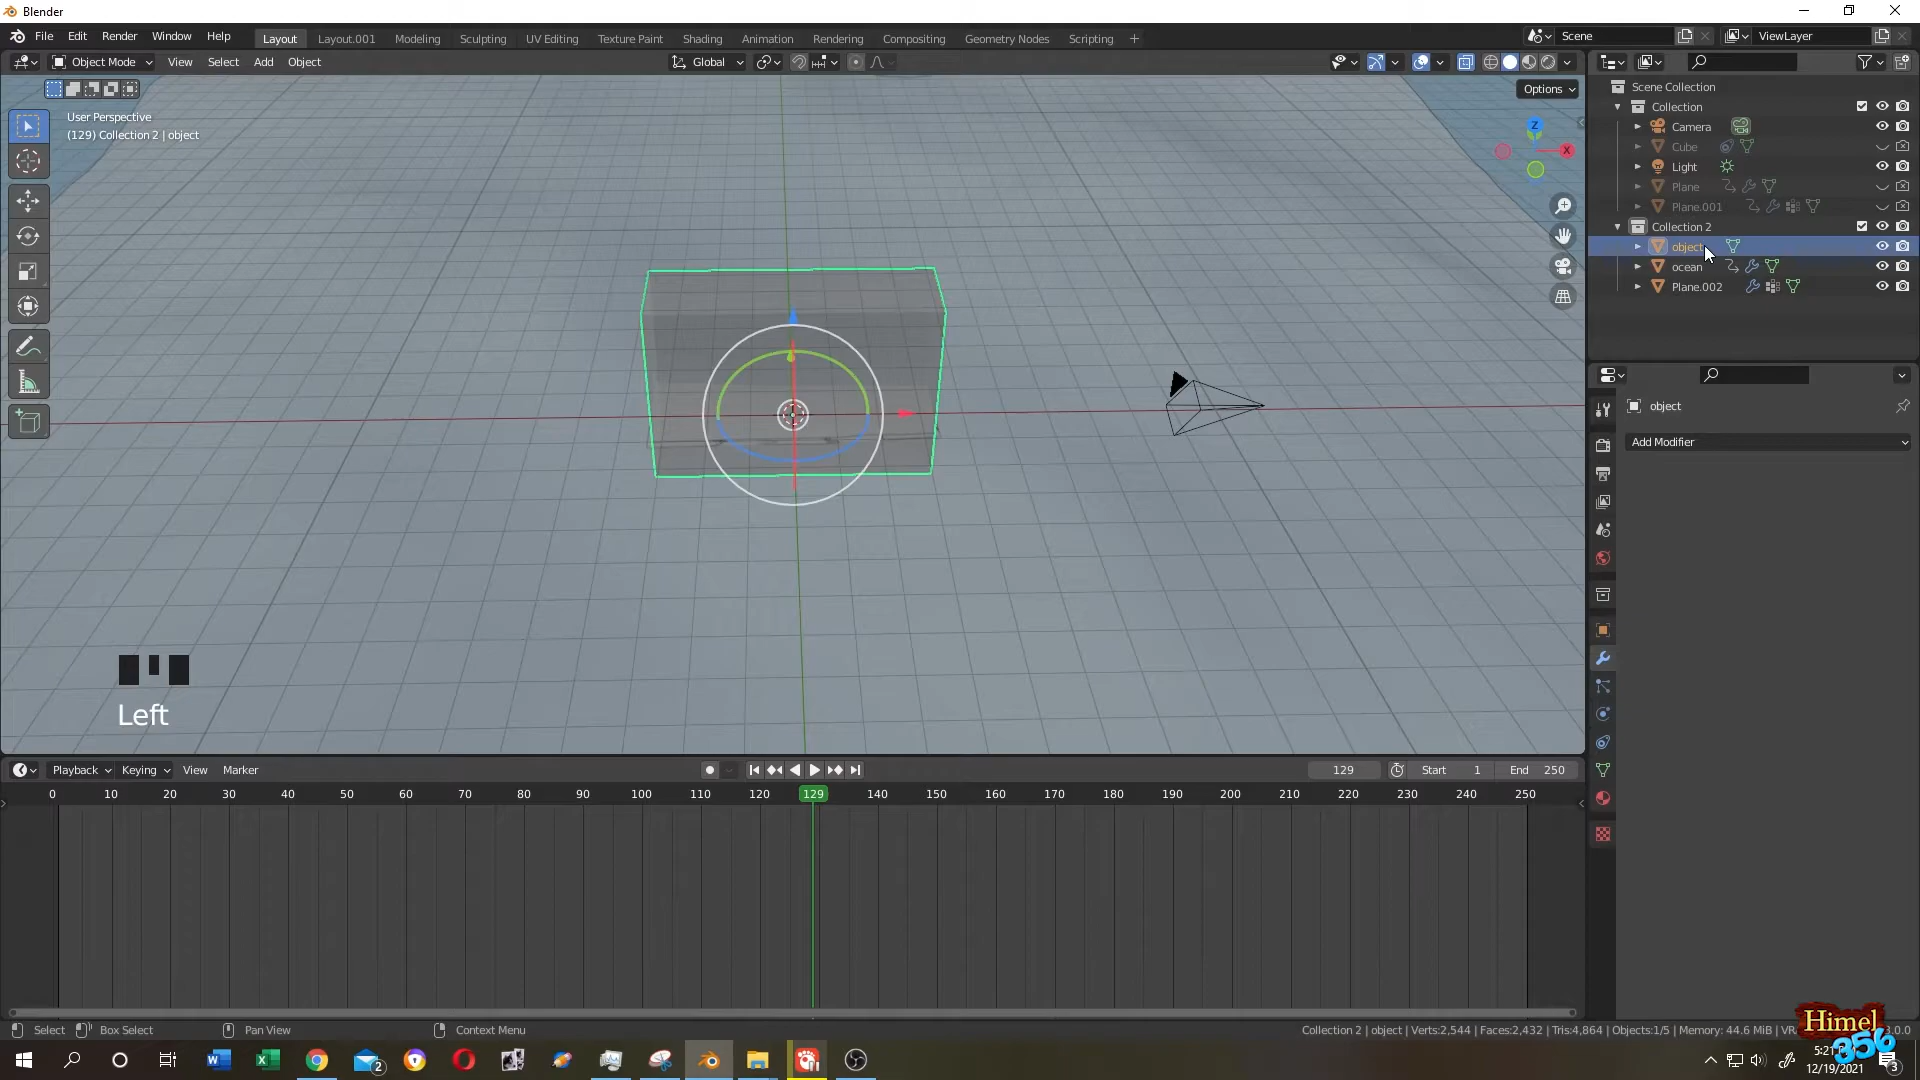 Blender
File Edit Render Window Help Layout Layout.001 Modeling Sculpting UV Editing Texture Paint Shading Animation Rendering Compositing Geometry Nodes Scripting + Scene ViewLayer
Object Mode View Select Add Object Global
Options
User Perspective
(129) Collection 2 | object
Z
X
Scene Collection
Collection
Camera
Cube
Light
Plane
Plane.001
Collection 2
object
ocean
Plane.002
object
Add Modifier
Left
Playback Keying View Marker 129 Start 1 End 250
0 10 20 30 40 50 60 70 80 90 100 110 120 129 140 150 160 170 180 190 200 210 220 230 240 250
Select Box Select Pan View Context Menu Collection 2 | object | Verts:2,544 | Faces:2,432 | Tris:4,864 | Objects:1/5 | Memory: 44.6 MiB
Himel
356
12/19/2021
2
3